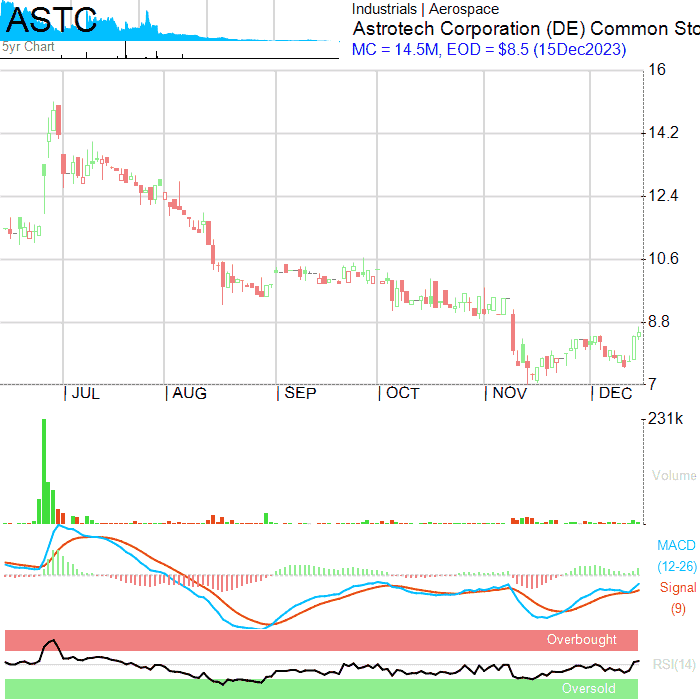 ASTC
5yr Chart
Industrials | Aerospace
Astrotech Corporation (DE) Common Sto
MC = 14.5M, EOD = $8.5 (15Dec2023)
16
14.2
12.4
10.6
8.8
7
JUL
AUG
SEP
OCT
NOV
DEC
231k
Volume
MACD
(12-26)
Signal
(9)
Overbought
RSI(14)
Oversold